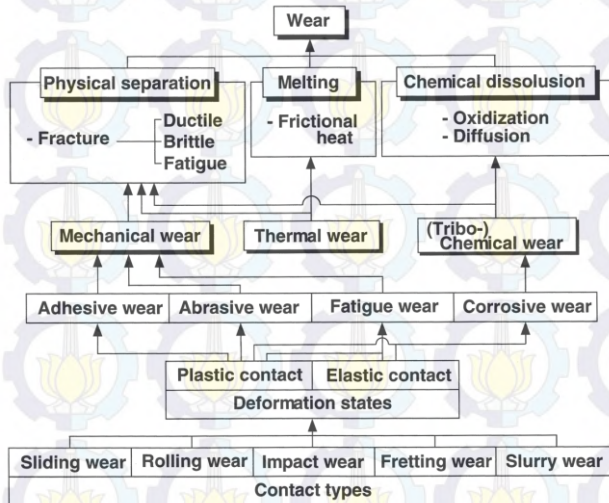 Wear
Physical separation
Melting
Chemical dissolusion
- Fracture
Ductile
Brittle
Fatigue
- Frictional
heat
- Oxidization
- Diffusion
Mechanical wear
Thermal wear
(Tribo-)
Chemical wear
Adhesive wear
Abrasive wear
Fatigue wear
Corrosive wear
Plastic contact
Elastic contact
Deformation states
Sliding wear
Rolling wear
Impact wear
Fretting wear
Slurry wear
Contact types